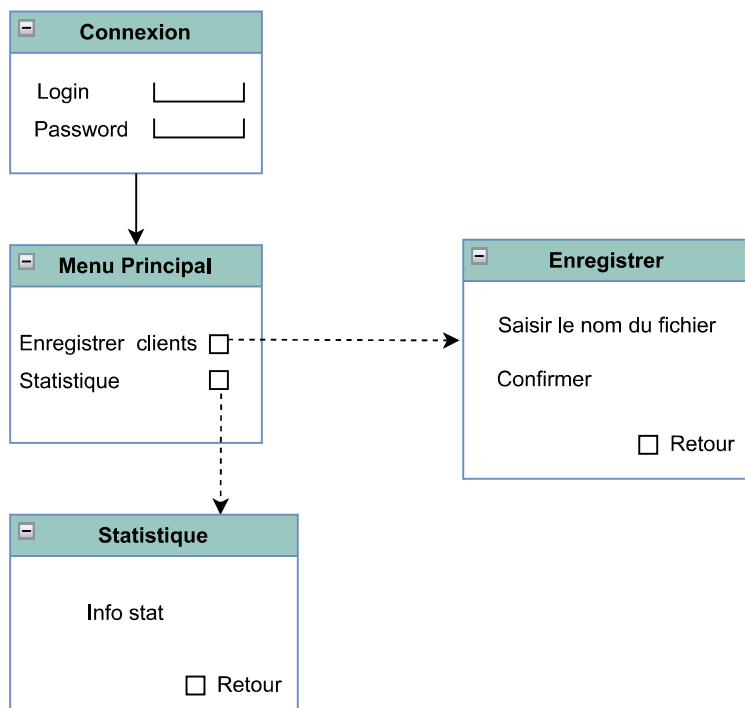 Connexion
Login
Password
Menu Principal
Enregistrer clients
Statistique
Enregistrer
Saisir le nom du fichier
Confirmer
Retour
Statistique
Info stat
Retour